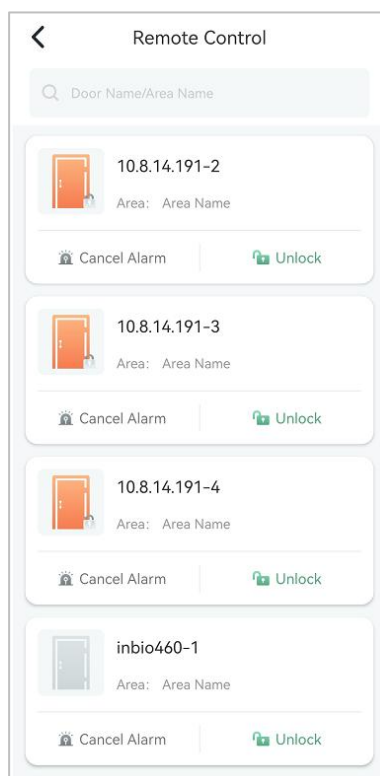 Remote Control
Door Name/Area Name
10.8.14.191-2
Area: Area Name
Cancel Alarm Unlock
10.8.14.191-3
Area: Area Name
Cancel Alarm Unlock
10.8.14.191-4
Area: Area Name
Cancel Alarm Unlock
inbio460-1
Area: Area Name
Cancel Alarm Unlock